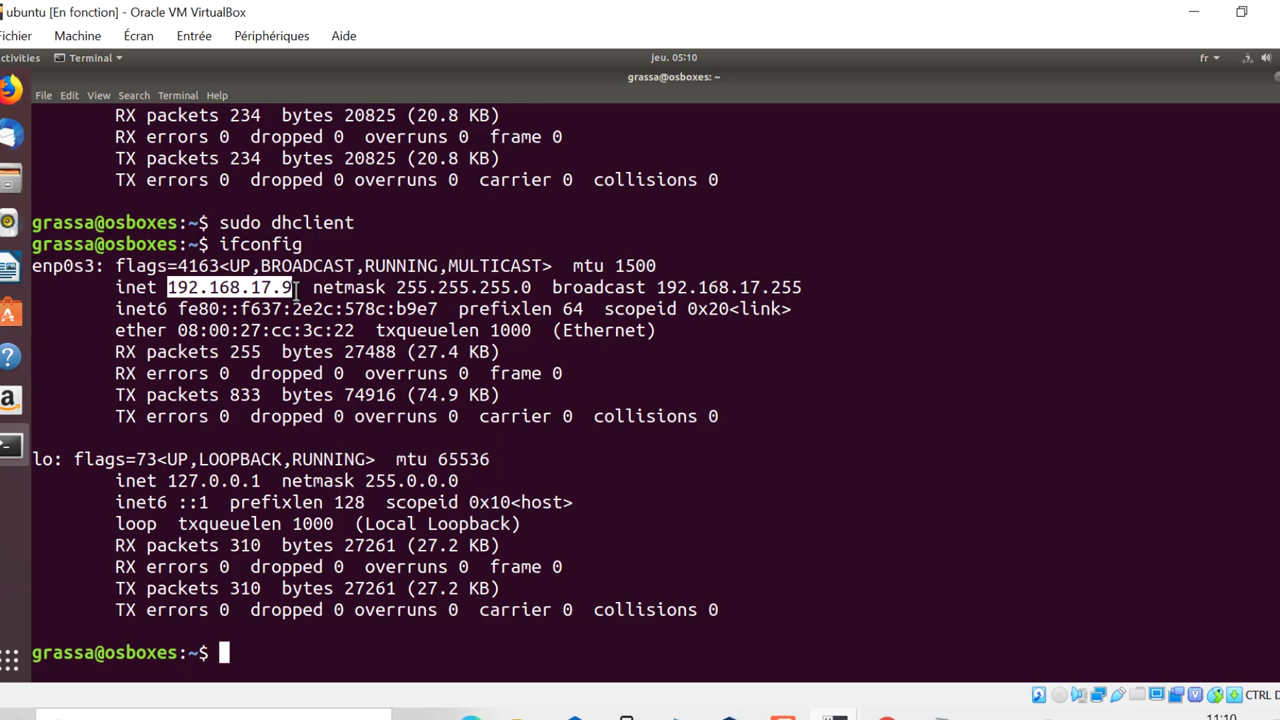 ubuntu [En fonction] - Oracle VM VirtualBox
Fichier Machine Écran Entrée Périphériques Aide
ctivities Terminal jeu. 05:10 fr
grassa@osboxes: ~
File Edit View Search Terminal Help
RX packets 234 bytes 20825 (20.8 KB)
RX errors 0 dropped 0 overruns 0 frame 0
TX packets 234 bytes 20825 (20.8 KB)
TX errors 0 dropped 0 overruns 0 carrier 0 collisions 0
grassa@osboxes:~$ sudo dhclient
grassa@osboxes:~$ ifconfig
enp0s3: flags=4163<UP,BROADCAST,RUNNING,MULTICAST> mtu 1500
inet 192.168.17.9 netmask 255.255.255.0 broadcast 192.168.17.255
inet6 fe80::f637:2e2c:578c:b9e7 prefixlen 64 scopeid 0x20<link>
ether 08:00:27:cc:3c:22 txqueuelen 1000 (Ethernet)
RX packets 255 bytes 27488 (27.4 KB)
RX errors 0 dropped 0 overruns 0 frame 0
TX packets 833 bytes 74916 (74.9 KB)
TX errors 0 dropped 0 overruns 0 carrier 0 collisions 0
lo: flags=73<UP,LOOPBACK,RUNNING> mtu 65536
inet 127.0.0.1 netmask 255.0.0.0
inet6 ::1 prefixlen 128 scopeid 0x10<host>
loop txqueuelen 1000 (Local Loopback)
RX packets 310 bytes 27261 (27.2 KB)
RX errors 0 dropped 0 overruns 0 frame 0
TX packets 310 bytes 27261 (27.2 KB)
TX errors 0 dropped 0 overruns 0 carrier 0 collisions 0
grassa@osboxes:~$
CTRL D
11:10